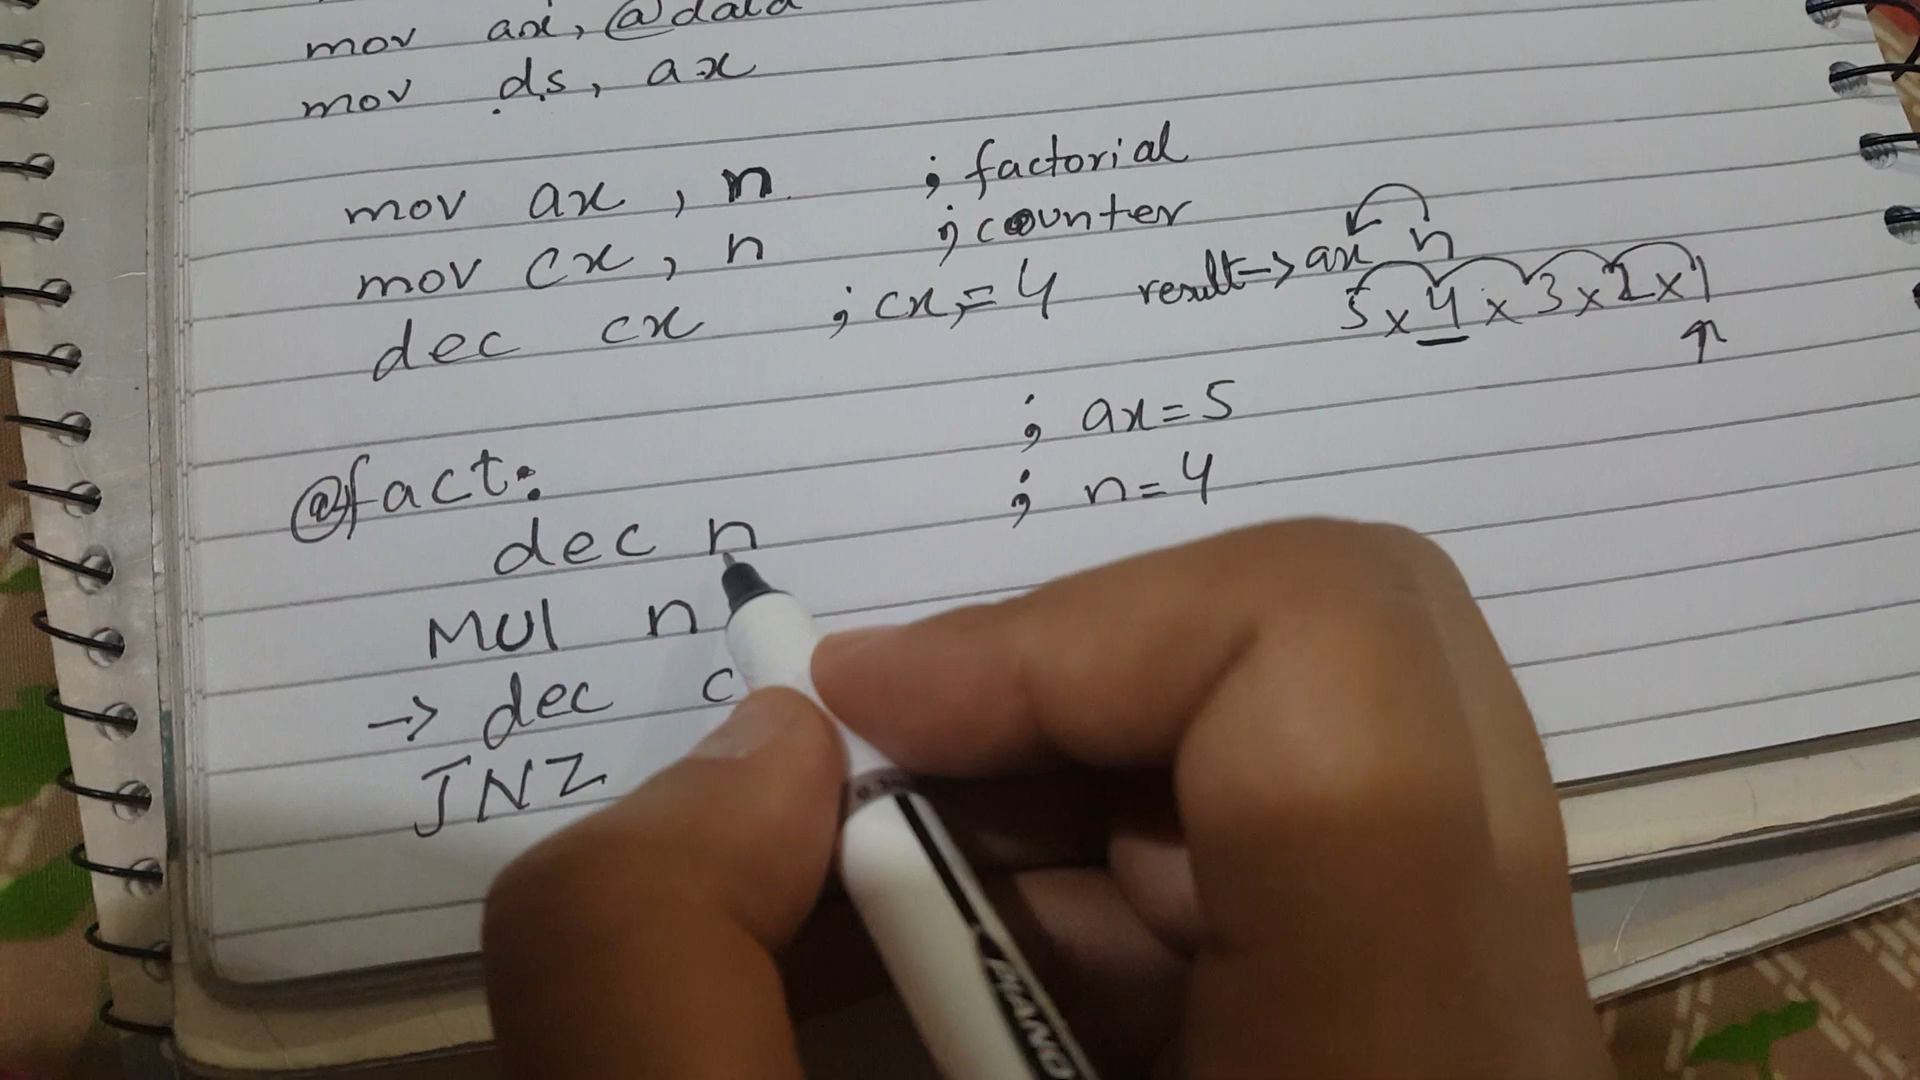 mov ax, @data
mov ds, ax
mov ax, n ; factorial
mov cx, n ; counter
dec cx ; cx = 4 result -> ax n
5 x 4 x 3 x 2 x 1
; ax = 5
@fact: ; n = 4
dec n
MUl n
-> dec c
JNZ
PIANO